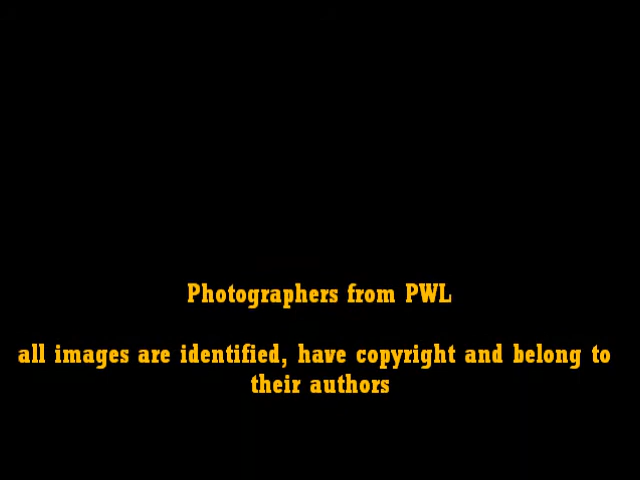 Photographers from PWL
all images are identified, have copyright and belong to
their authors